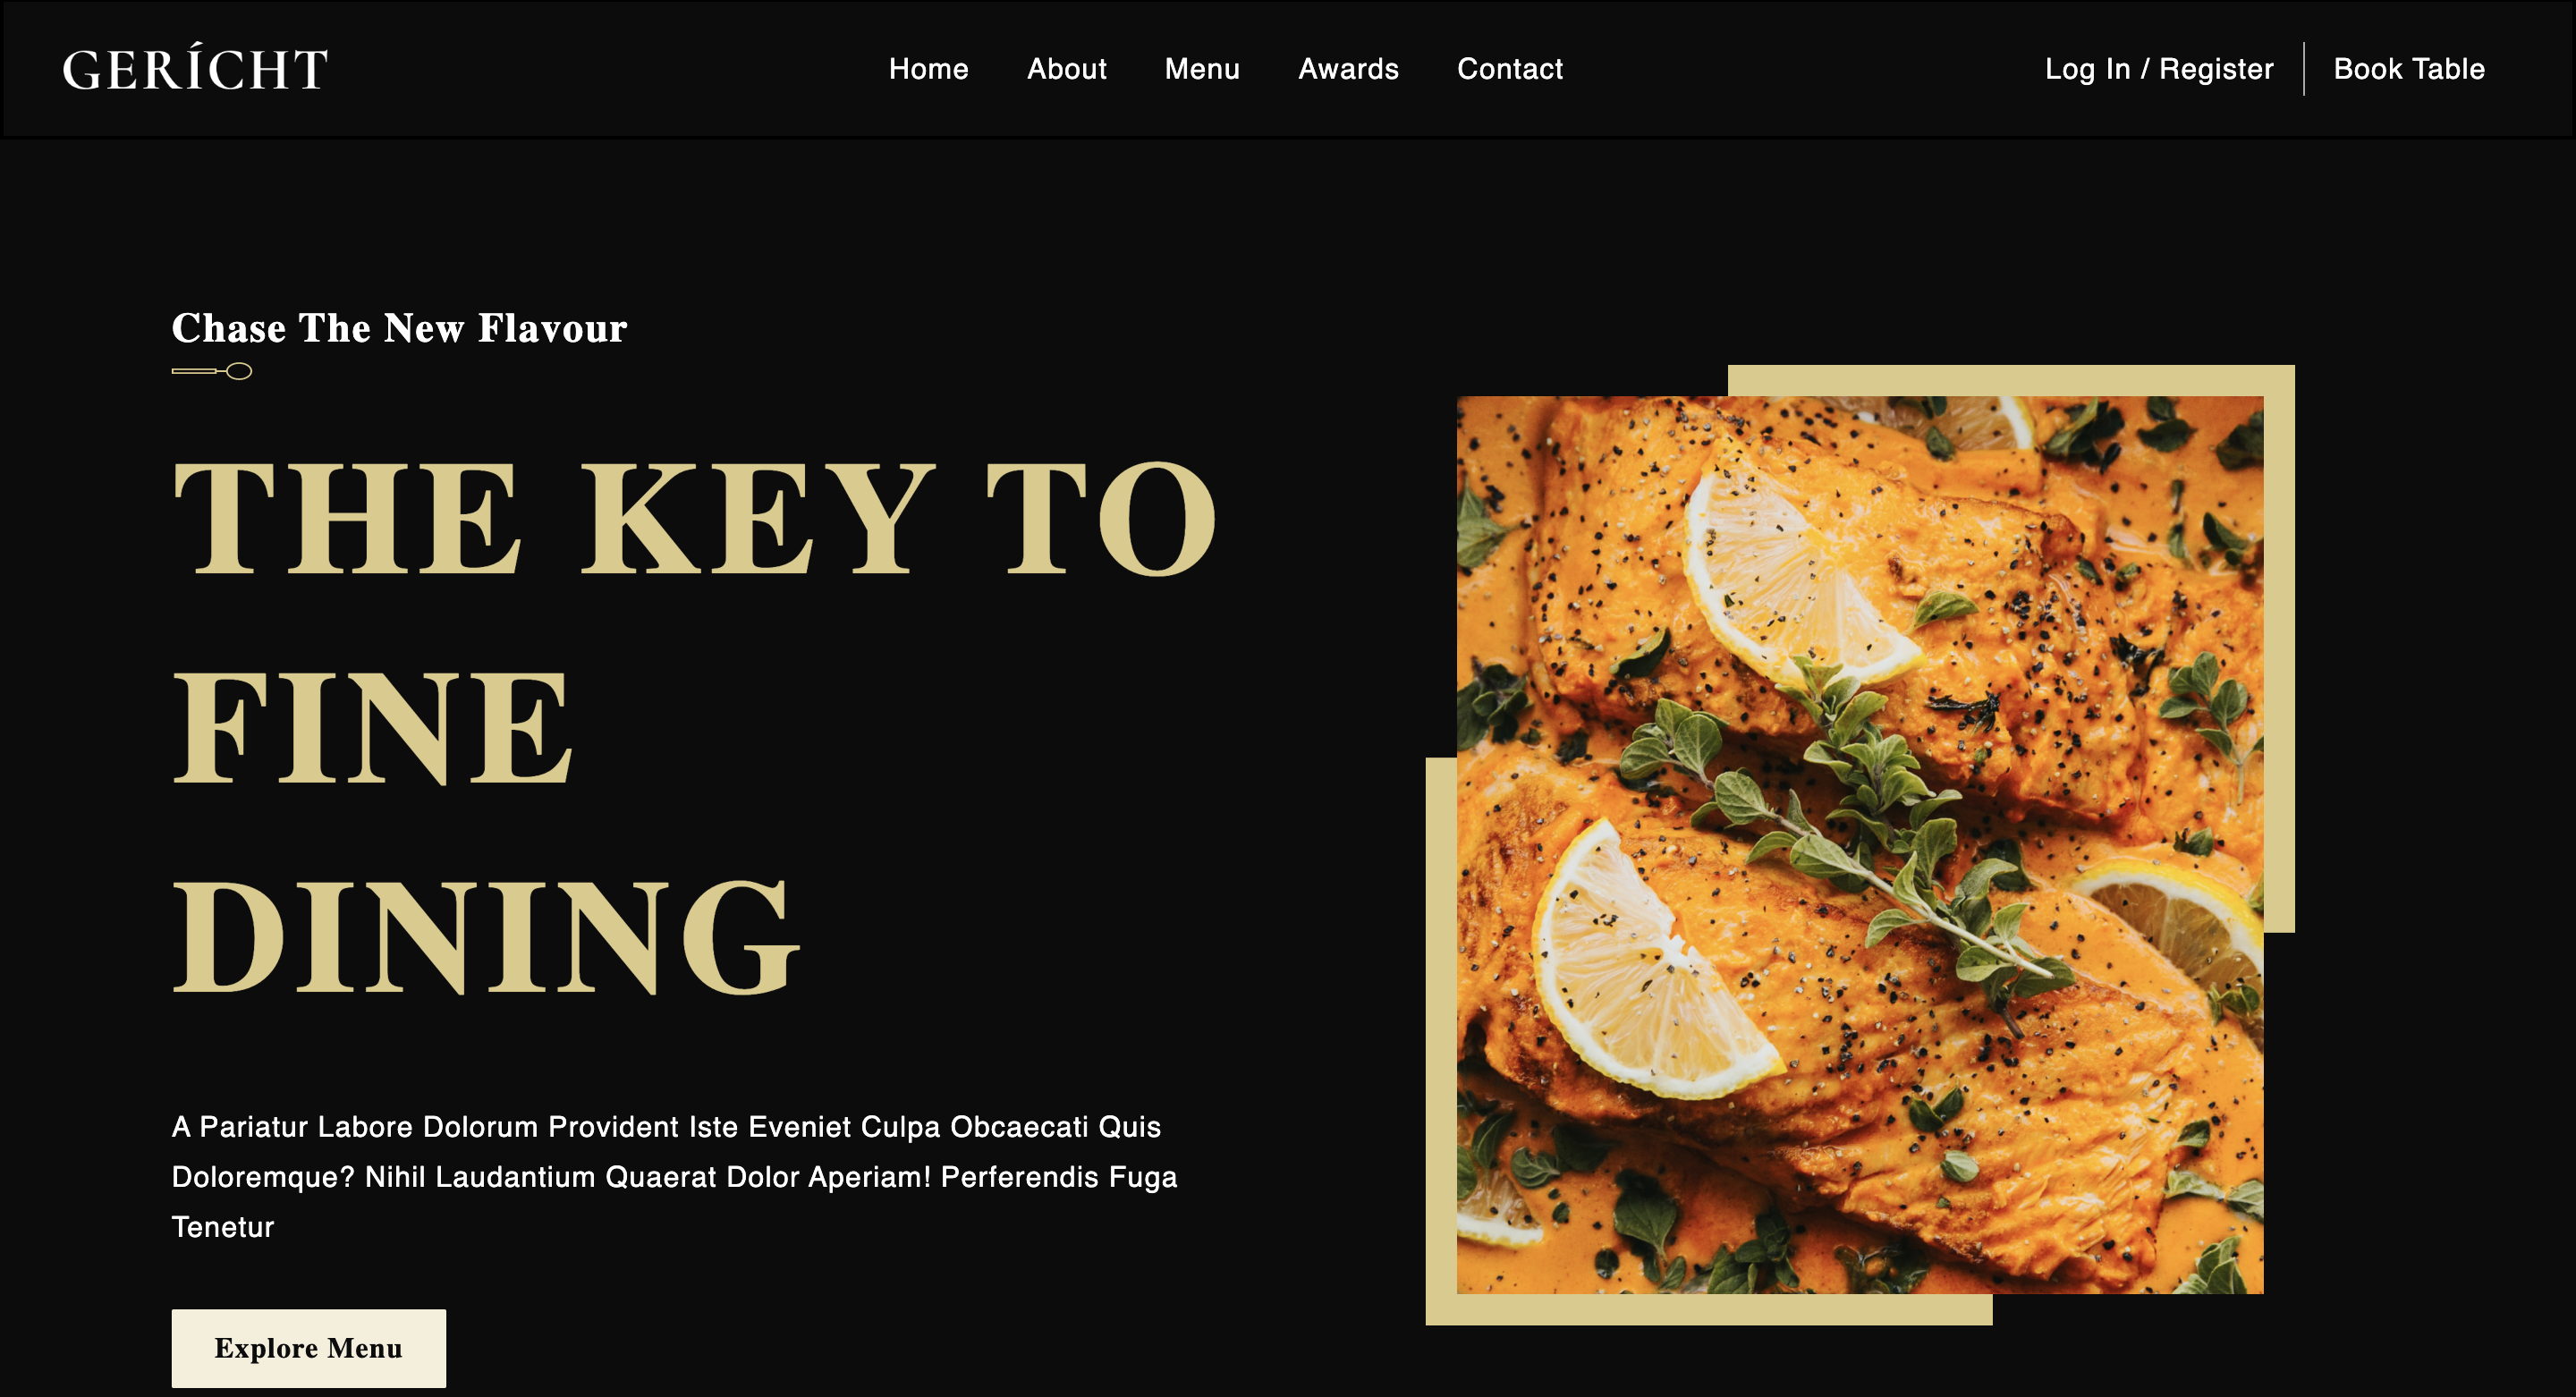 GERÍCHT
Home About Menu Awards Contact
Log In / Register Book Table
Chase The New Flavour
THE KEY TO
FINE
DINING
A Pariatur Labore Dolorum Provident Iste Eveniet Culpa Obcaecati Quis
Doloremque? Nihil Laudantium Quaerat Dolor Aperiam! Perferendis Fuga
Tenetur
Explore Menu